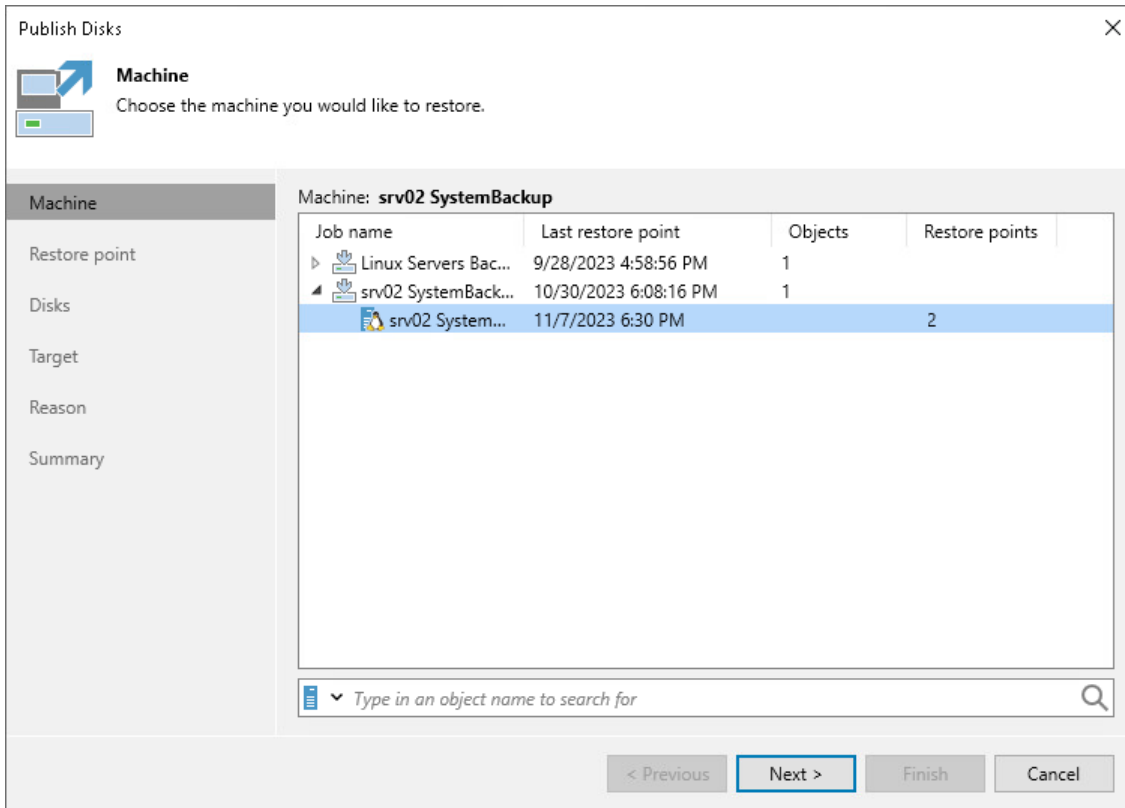 Publish Disks
Machine
Choose the machine you would like to restore.
Machine
Restore point
Disks
Target
Reason
Summary
Machine: srv02 SystemBackup
Job name Last restore point Objects Restore points
Linux Servers Bac... 9/28/2023 4:58:56 PM 1
srv02 SystemBack... 10/30/2023 6:08:16 PM 1
srv02 System... 11/7/2023 6:30 PM 2
Type in an object name to search for
< Previous Next > Finish Cancel